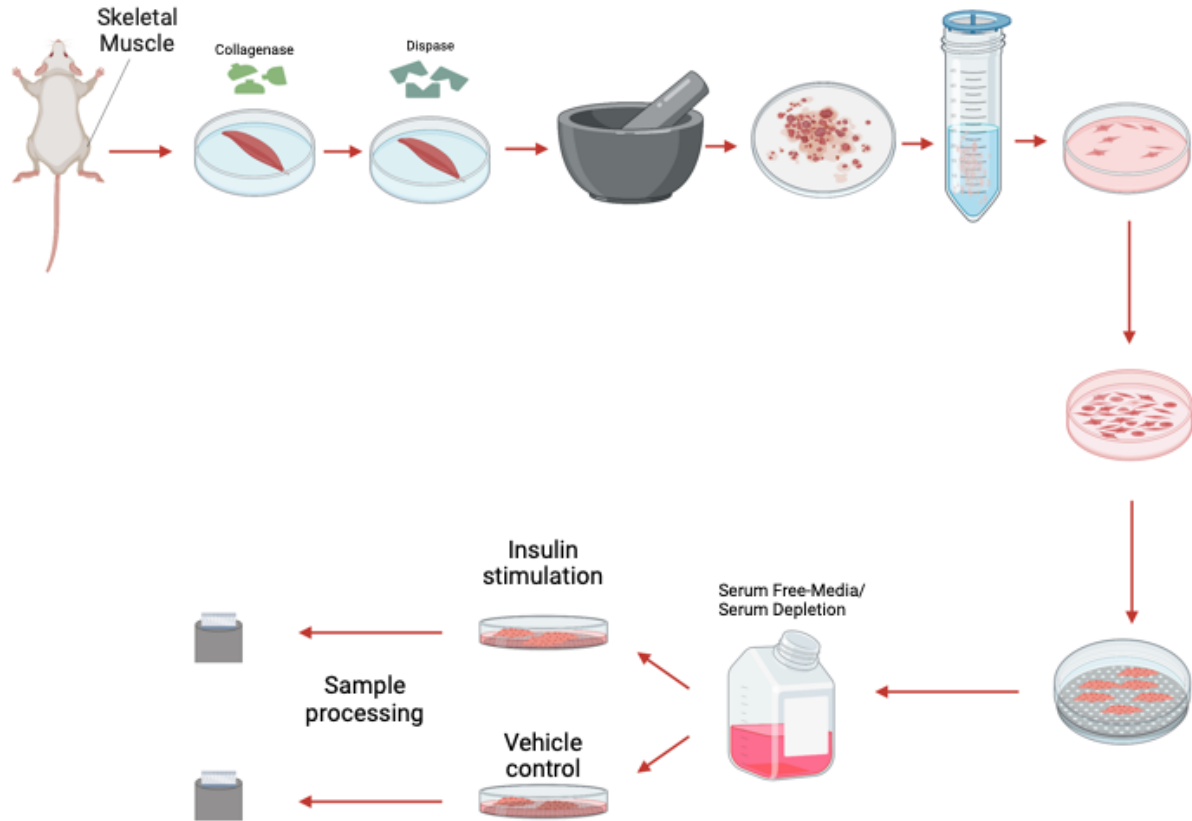 Skeletal
Muscle
Collagenase
Dispase
Insulin
stimulation
Serum Free-Media/
Serum Depletion
Sample
processing
Vehicle
control